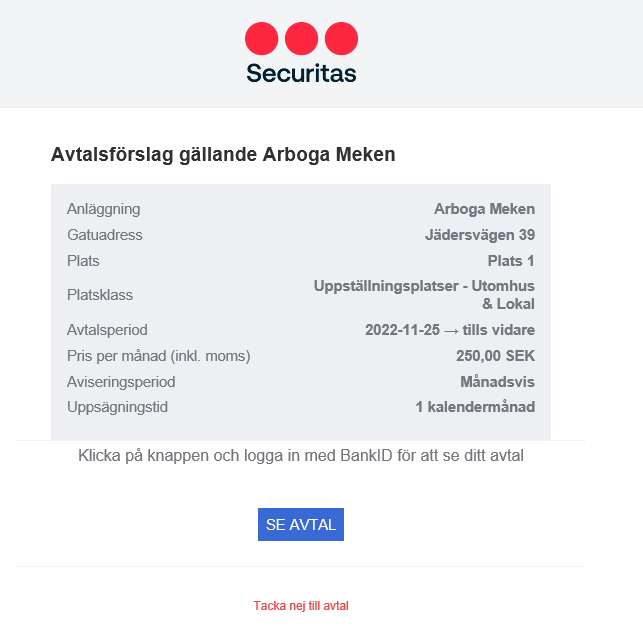 Securitas
Avtalsförslag gällande Arboga Meken
Anläggning Arboga Meken
Gatuadress Jädersvägen 39
Plats Plats 1
Platsklass Uppställningsplatser - Utomhus
& Lokal
Avtalsperiod 2022-11-25 → tills vidare
Pris per månad (inkl. moms) 250,00 SEK
Aviseringsperiod Månadsvis
Uppsägningstid 1 kalendermånad
Klicka på knappen och logga in med BankID för att se ditt avtal
SE AVTAL
Tacka nej till avtal